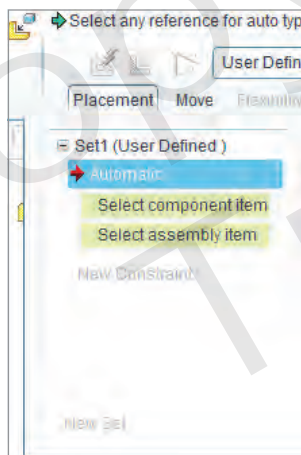 Select any reference for auto typ
User Defin
Placement Move Flexibility
Set1 (User Defined )
Automatic
Select component item
Select assembly item
New Constraint
New Set